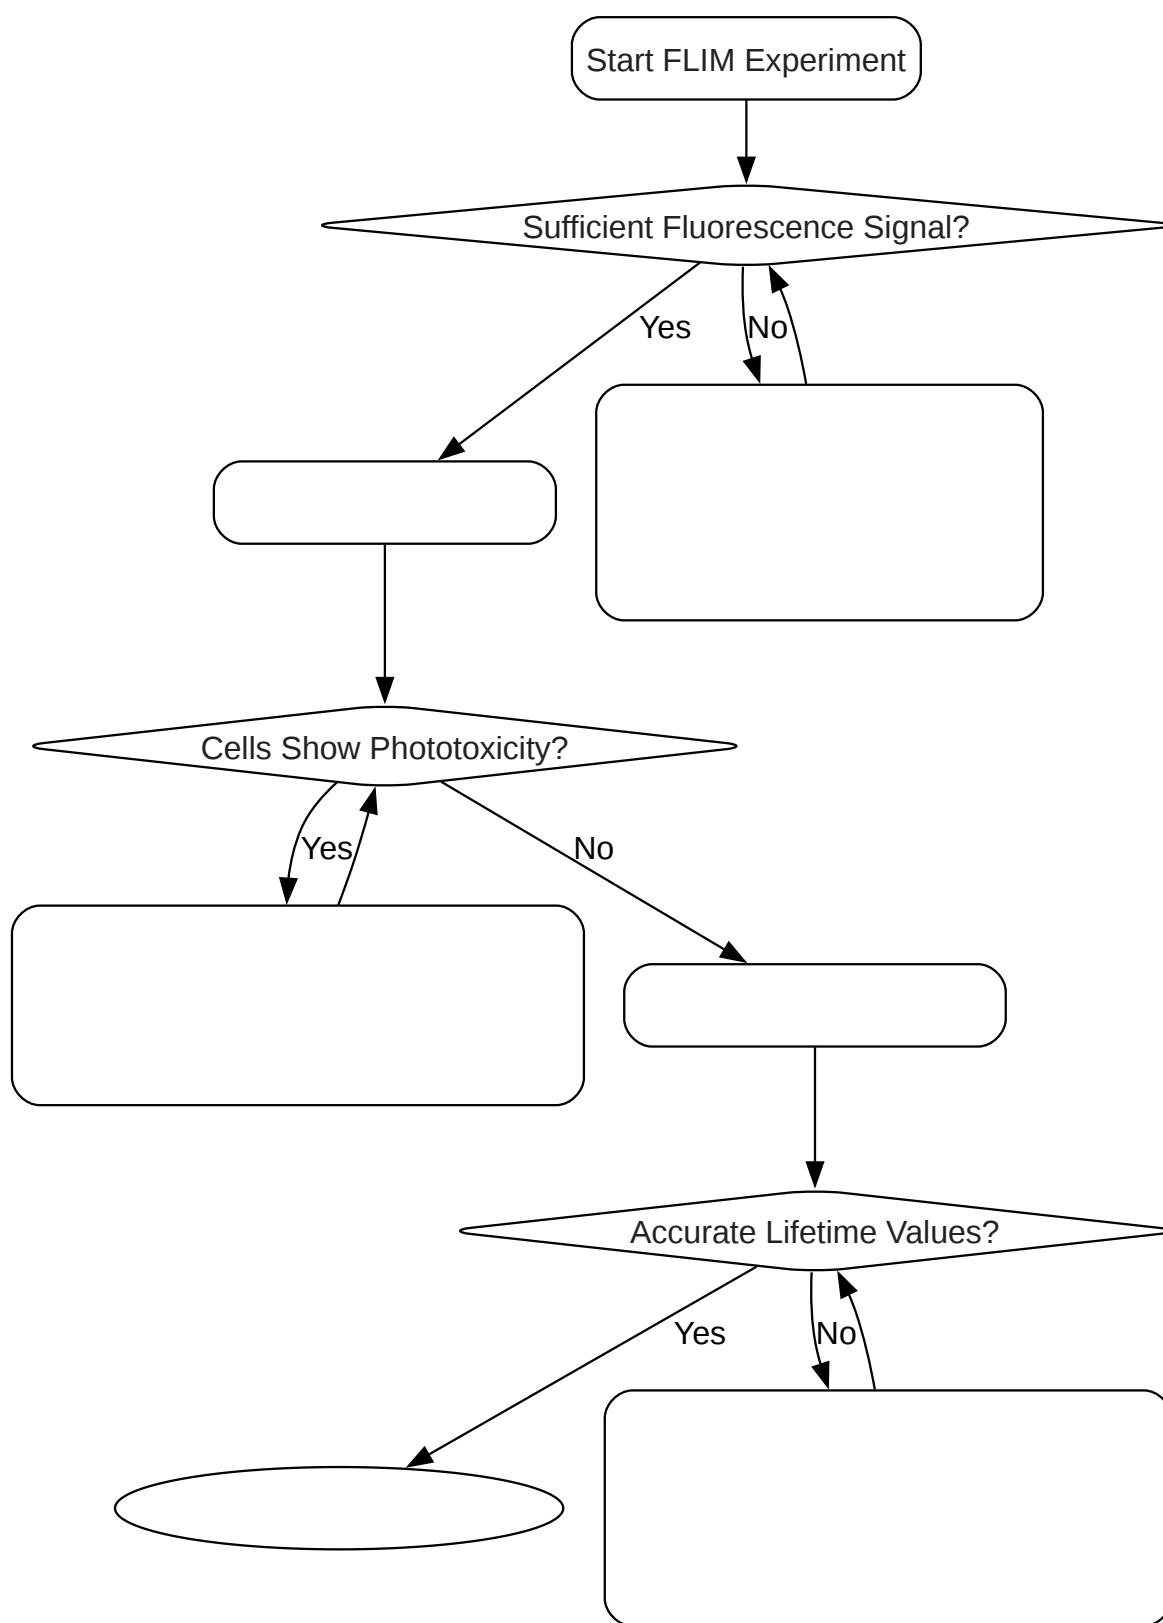 Start FLIM Experiment
Sufficient Fluorescence Signal?
Yes
No
Cells Show Phototoxicity?
Yes
No
Accurate Lifetime Values?
Yes
No